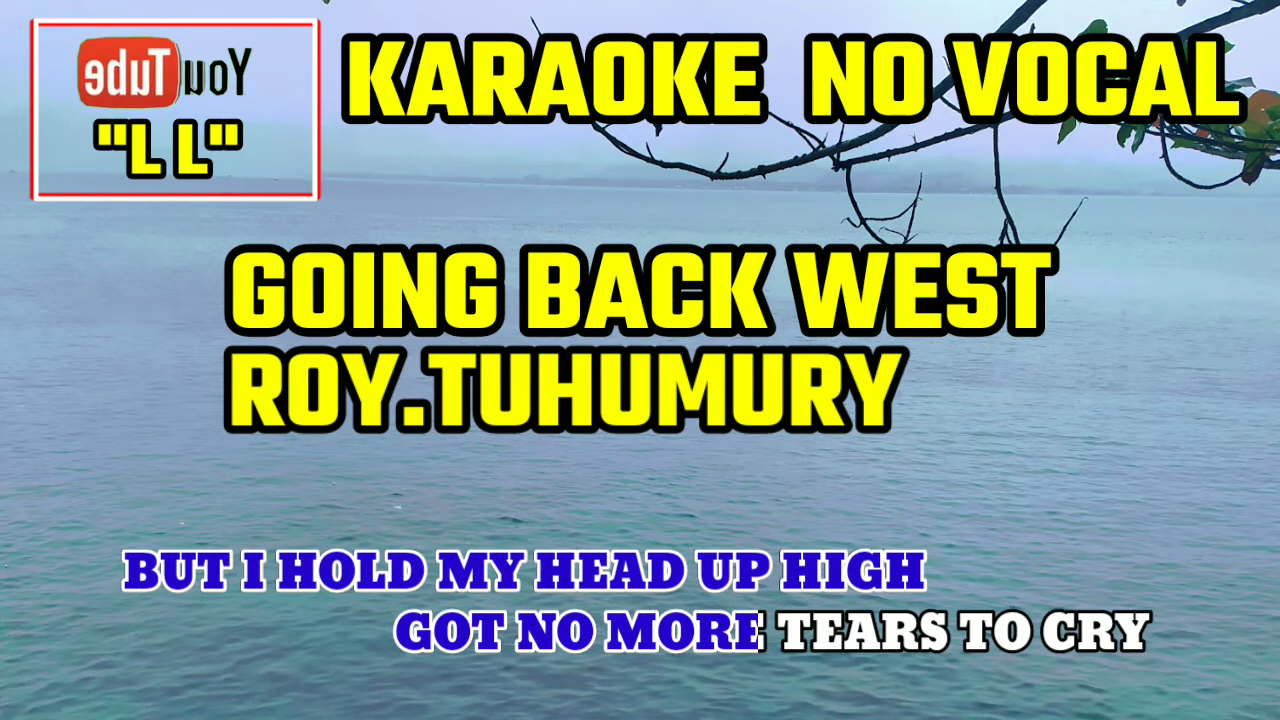 YouTube
KARAOKE NO VOCAL
"L L"
GOING BACK WEST
ROY.TUHUMURY
BUT I HOLD MY HEAD UP HIGH
GOT NO MORE TEARS TO CRY